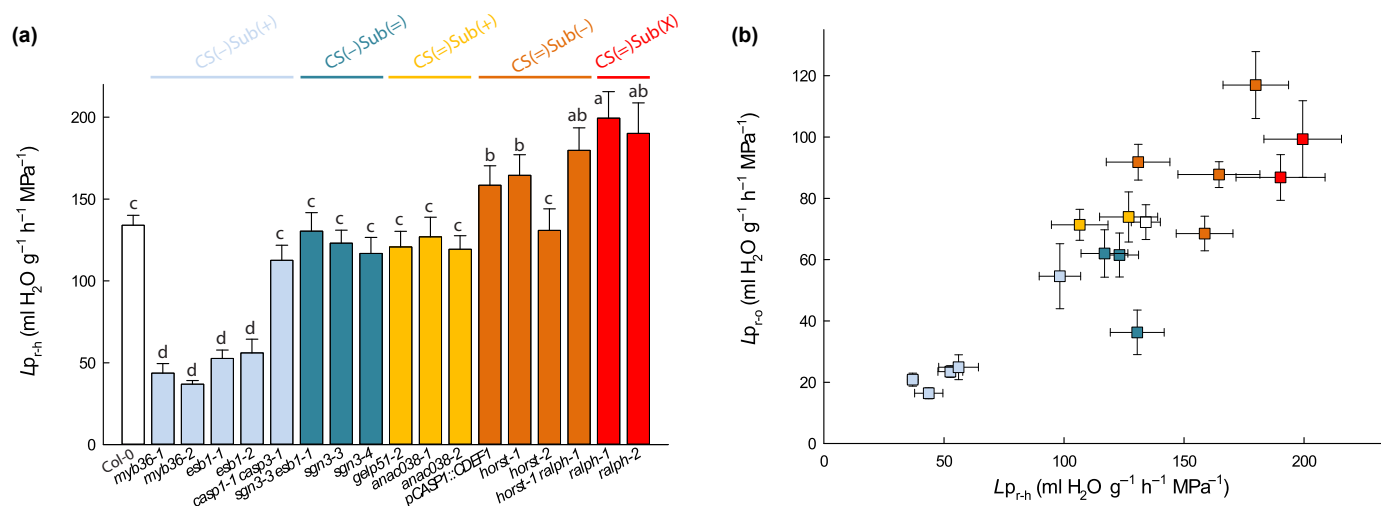 (a)
CS(–)Sub(+)
CS(–)Sub(=)
CS(=)Sub(+)
CS(=)Sub(–)
CS(=)Sub(X)
Lp r-h (ml H2O g–1 h–1 MPa–1)
200
150
100
50
0
c
d
d
d
d
c
c
c
c
c
c
c
b
b
c
ab
a
ab
Col-0
myb36-1
myb36-2
esb1-1
esb1-2
casp1-1 casp3-1
sgn3-3 esb1-1
sgn3-3
sgn3-4
gelp51-2
anac038-1
anac038-2
pCASP1::CDEF1
horst-1
horst-2
horst-1 ralph-1
ralph-1
ralph-2
(b)
Lp r-o (ml H2O g–1 h–1 MPa–1)
120
100
80
60
40
20
0
0
50
100
150
200
Lp r-h (ml H2O g–1 h–1 MPa–1)